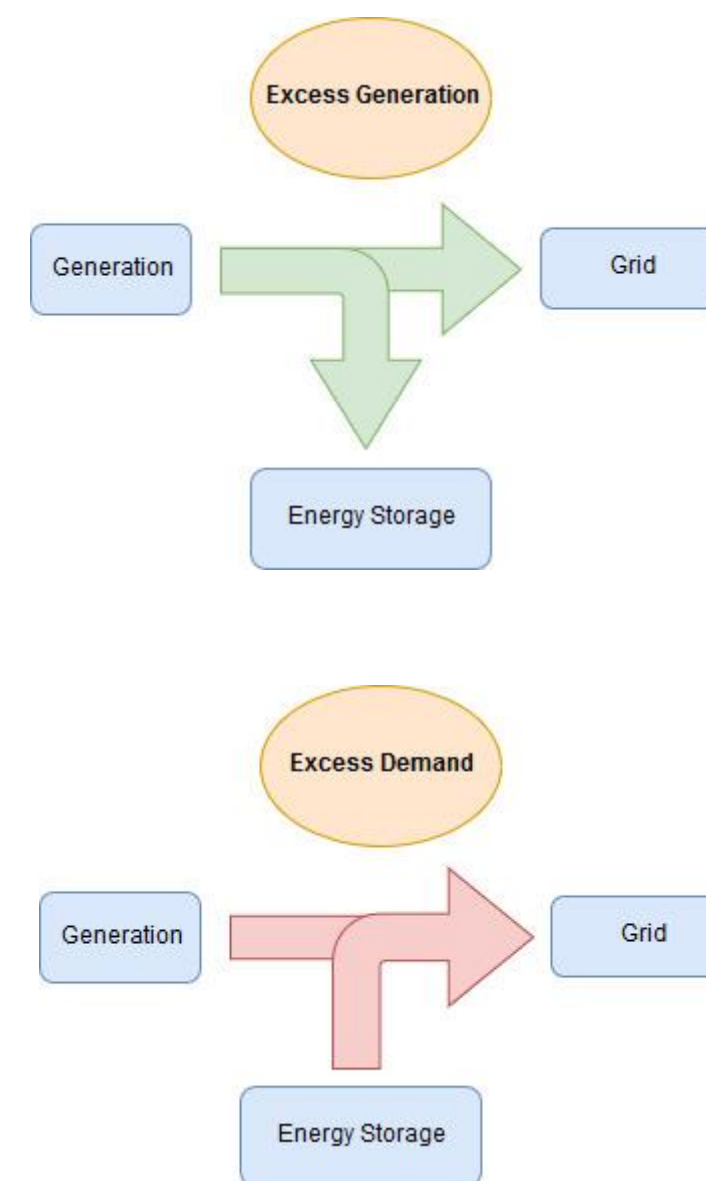 Excess Generation
Generation
Grid
Energy Storage
Excess Demand
Generation
Grid
Energy Storage